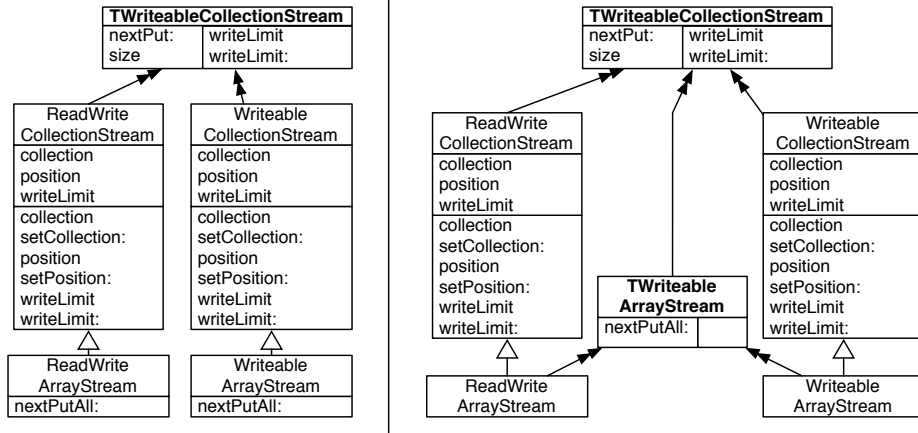 TWriteableCollectionStream
nextPut: writeLimit
size writeLimit:
ReadWrite
CollectionStream
collection
position
writeLimit
collection
setCollection:
position
setPosition:
writeLimit
writeLimit:
ReadWrite
ArrayStream
nextPutAll:
Writeable
CollectionStream
collection
position
writeLimit
collection
setCollection:
position
setPosition:
writeLimit
writeLimit:
Writeable
ArrayStream
nextPutAll:
TWriteableCollectionStream
nextPut: writeLimit
size writeLimit:
ReadWrite
CollectionStream
collection
position
writeLimit
collection
setCollection:
position
setPosition:
writeLimit
writeLimit:
ReadWrite
ArrayStream
TWriteable
ArrayStream
nextPutAll:
Writeable
CollectionStream
collection
position
writeLimit
collection
setCollection:
position
setPosition:
writeLimit
writeLimit:
Writeable
ArrayStream